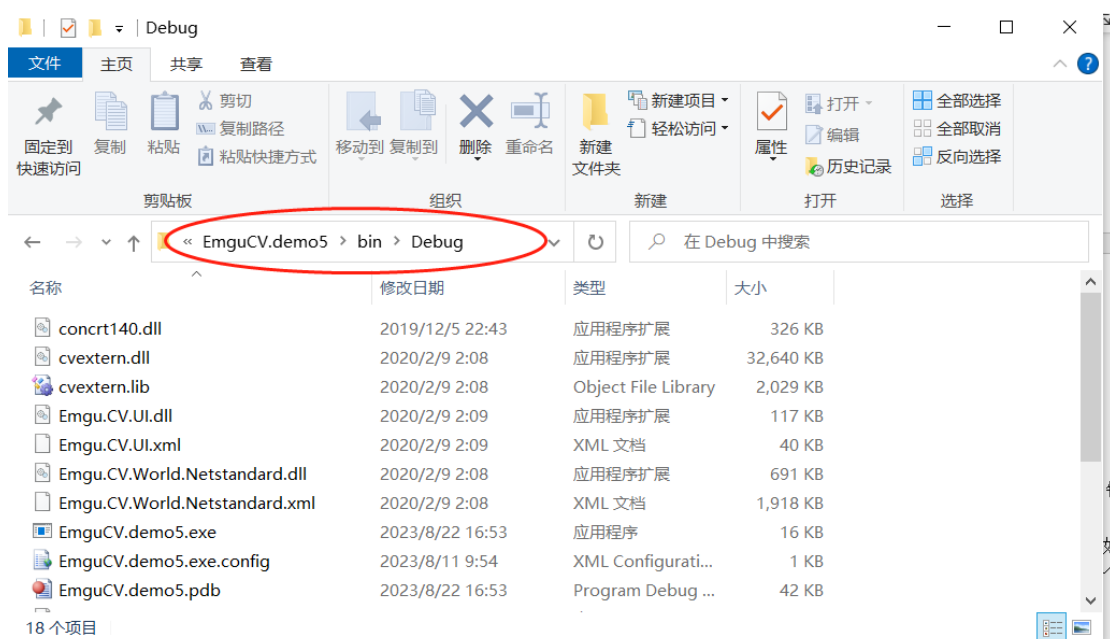 Debug
文件 主页 共享 查看
固定到 快速访问
复制
粘贴
剪切
W... 复制路径
粘贴快捷方式
移动到 复制到 删除 重命名
新建 文件夹
新建项目
轻松访问
属性
打开
编辑
历史记录
全部选择
全部取消
反向选择
剪贴板 组织 新建 打开 选择
« EmguCV.demo5 > bin > Debug
在 Debug 中搜索
名称 修改日期 类型 大小
concrt140.dll 2019/12/5 22:43 应用程序扩展 326 KB
cvextern.dll 2020/2/9 2:08 应用程序扩展 32,640 KB
cvextern.lib 2020/2/9 2:08 Object File Library 2,029 KB
Emgu.CV.UI.dll 2020/2/9 2:09 应用程序扩展 117 KB
Emgu.CV.UI.xml 2020/2/9 2:09 XML 文档 40 KB
Emgu.CV.World.Netstandard.dll 2020/2/9 2:08 应用程序扩展 691 KB
Emgu.CV.World.Netstandard.xml 2020/2/9 2:08 XML 文档 1,918 KB
EmguCV.demo5.exe 2023/8/22 16:53 应用程序 16 KB
EmguCV.demo5.exe.config 2023/8/11 9:54 XML Configurati... 1 KB
EmguCV.demo5.pdb 2023/8/22 16:53 Program Debug ... 42 KB
18 个项目